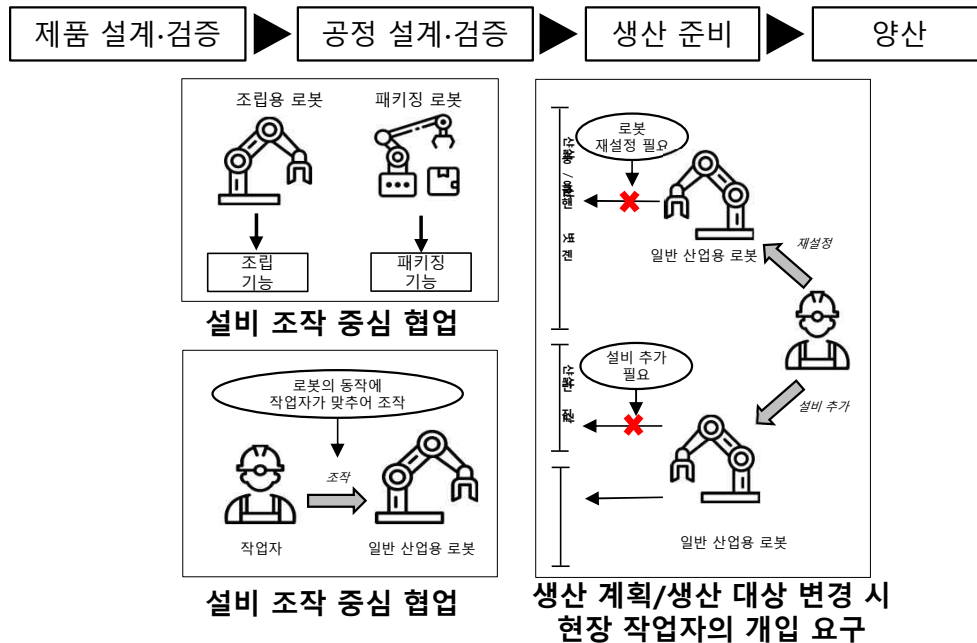 제품 설계·검증
공정 설계·검증
생산 준비
양산
조립용 로봇
패키징 로봇
조립
기능
패키징
기능
설비 조작 중심 협업
로봇의 동작에
작업자가 맞추어 조작
조작
작업자
일반 산업용 로봇
설비 조작 중심 협업
로봇
재설정 필요
일반 산업용 로봇
재설정
설비 추가
필요
설비 추가
일반 산업용 로봇
생산 계획/생산 대상 변경 시
현장 작업자의 개입 요구